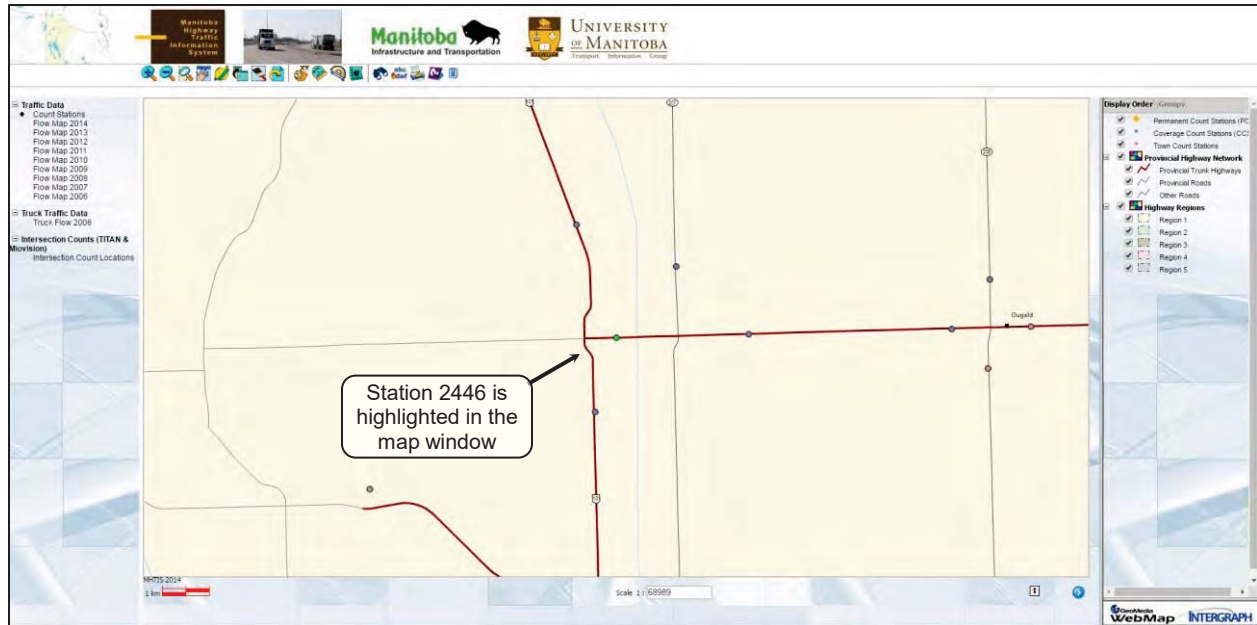 Manitoba
Highway
Traffic
Information
System
Manitoba
Infrastructure and Transportation
UNIVERSITY
OF MANITOBA
Transport Information Group
Traffic Data
Count Stations
Flow Map 2014
Flow Map 2013
Flow Map 2012
Flow Map 2011
Flow Map 2010
Flow Map 2009
Flow Map 2008
Flow Map 2007
Flow Map 2006
Truck Traffic Data
Truck Flow 2008
Intersection Counts (TITAN &
Miovision)
Intersection Count Locations
Dugald
Station 2446 is
highlighted in the
map window
MHTIS 2014
1 km
Scale 1: 68989
Display Order Groups
Permanent Count Stations (PC
Coverage Count Stations (CCS
Town Count Stations
Provincial Highway Network
Provincial Trunk Highways
Provincial Roads
Other Roads
Highway Regions
Region 1
Region 2
Region 3
Region 4
Region 5
GeoMedia
WebMap INTERGRAPH